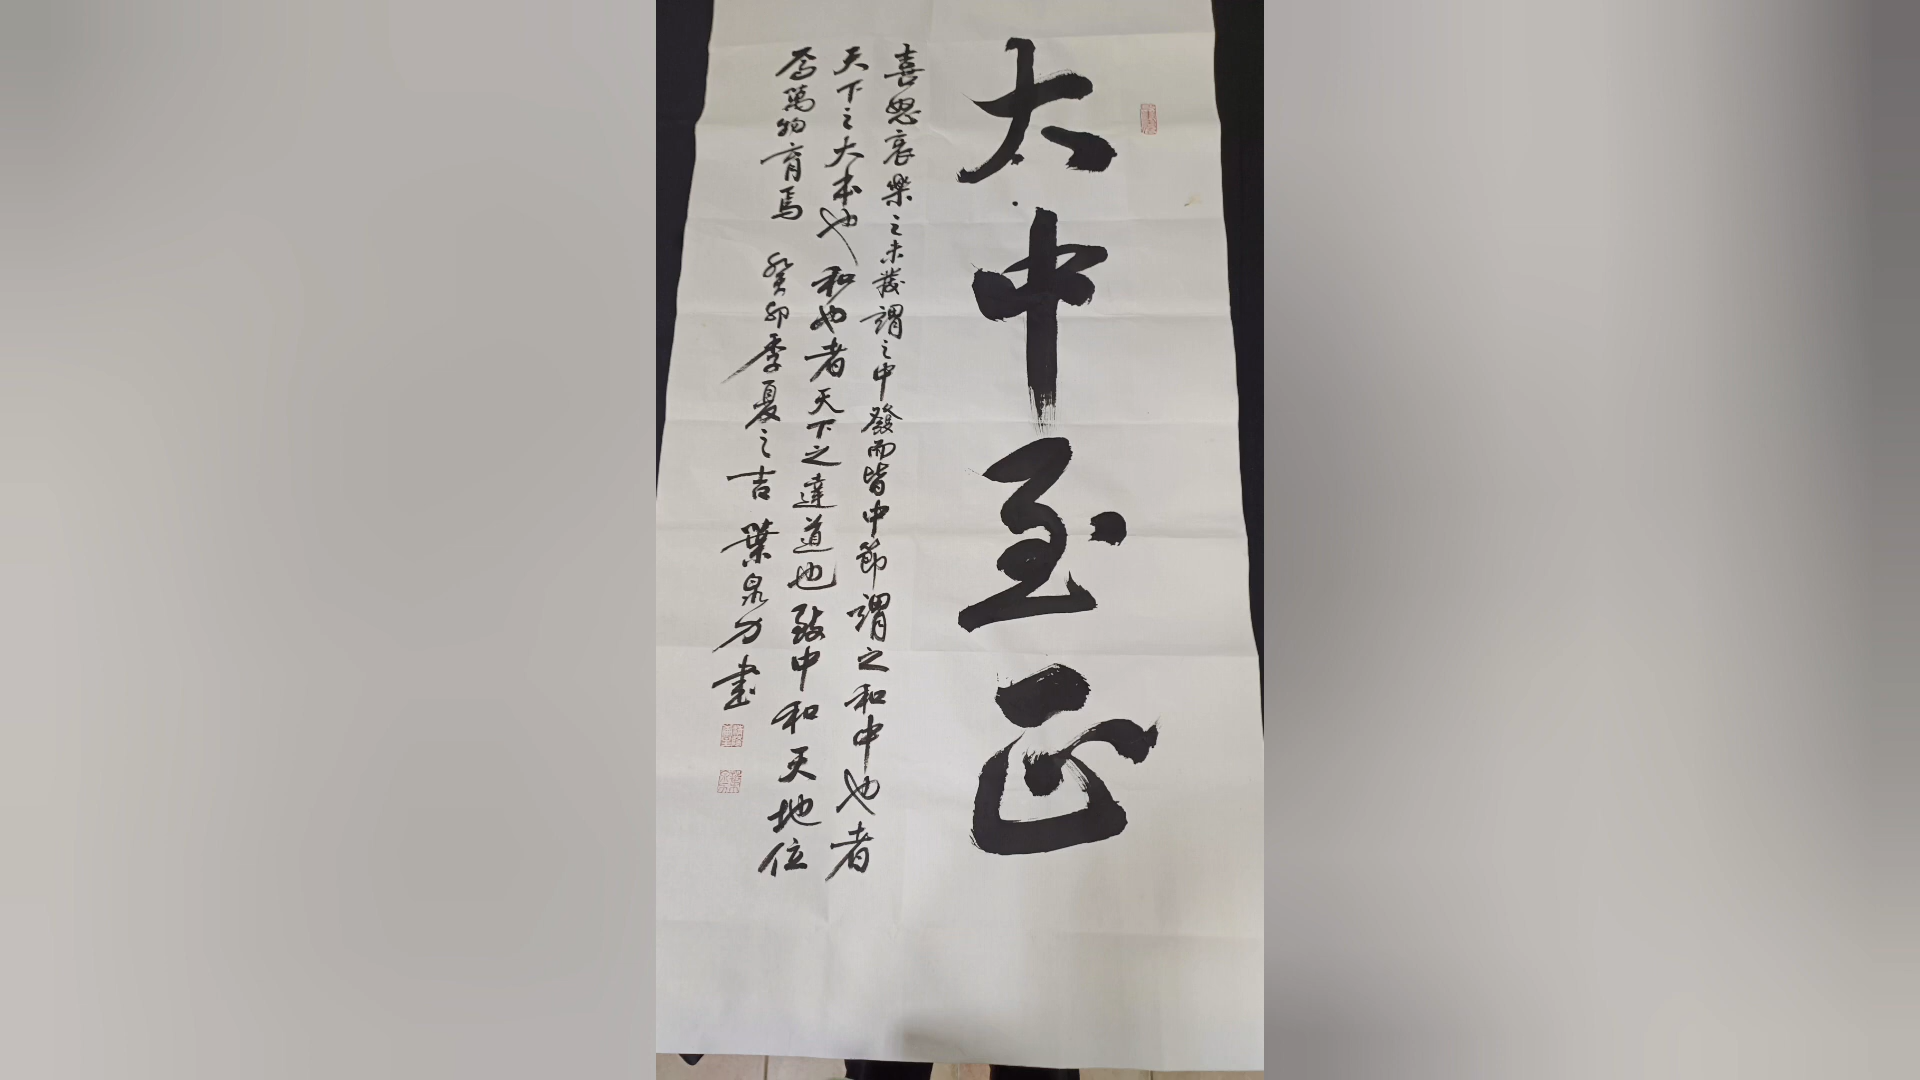 大中至正
喜怒哀樂之未發謂之中發而皆中節謂之和中也者
天下之大本也和也者天下之達道也致中和天地位
焉萬物育焉 癸卯季夏之吉 葉泉方書